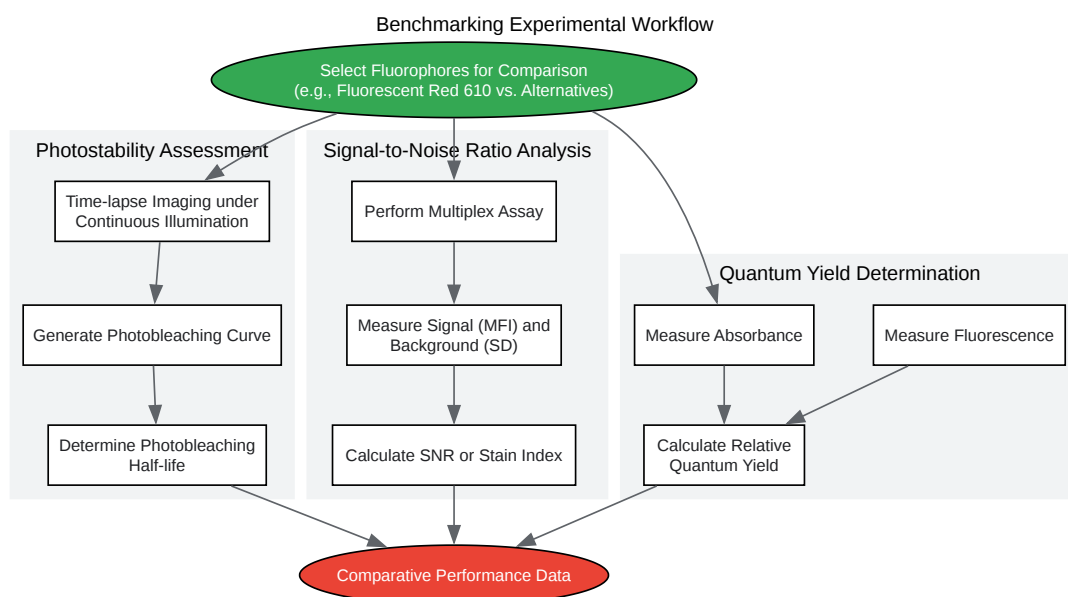 Benchmarking Experimental Workflow
Select Fluorophores for Comparison
(e.g., Fluorescent Red 610 vs. Alternatives)
Photostability Assessment
Time-lapse Imaging under
Continuous Illumination
Generate Photobleaching Curve
Determine Photobleaching
Half-life
Signal-to-Noise Ratio Analysis
Perform Multiplex Assay
Measure Signal (MFI) and
Background (SD)
Calculate SNR or Stain Index
Quantum Yield Determination
Measure Absorbance
Measure Fluorescence
Calculate Relative
Quantum Yield
Comparative Performance Data